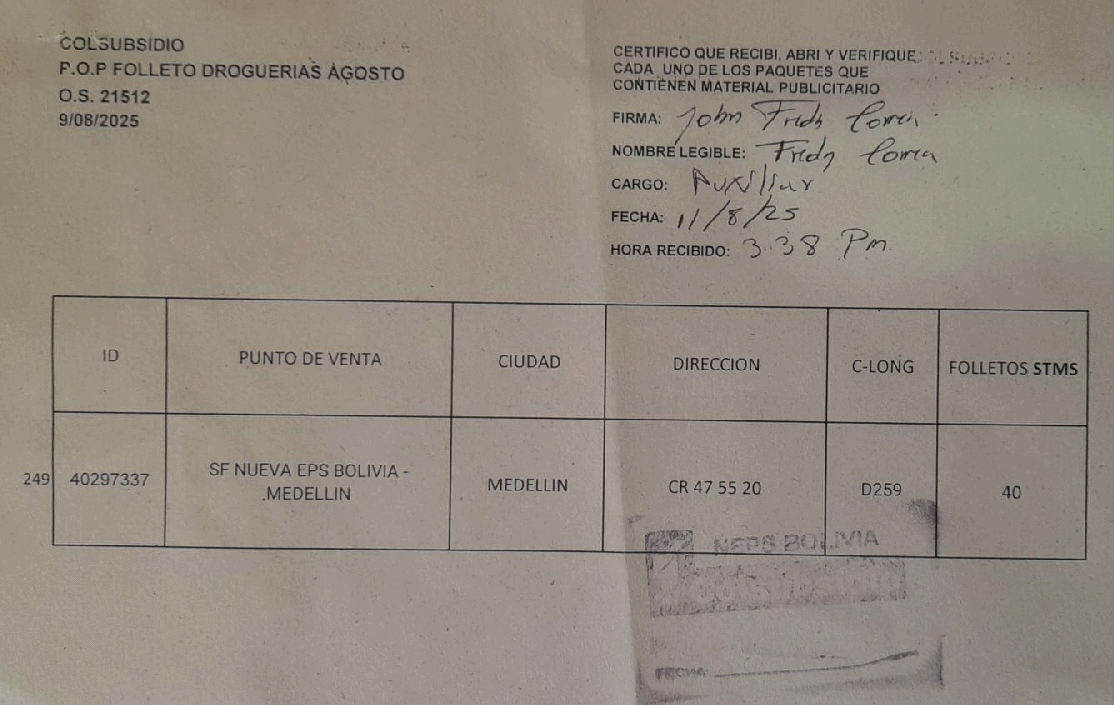 COLSUBSIDIO
P.O.P FOLLETO DROGUERIAS AGOSTO
O.S. 21512
9/08/2025
CERTIFICO QUE RECIBI, ABRI Y VERIFIQUE
CADA UNO DE LOS PAQUETES QUE
CONTIENEN MATERIAL PUBLICITARIO
FIRMA: John Fredy Correa
NOMBRE LEGIBLE: Fredy Correa
CARGO: Auxiliar
FECHA: 11/8/25
HORA RECIBIDO: 3:38 Pm
ID PUNTO DE VENTA CIUDAD DIRECCION C-LONG FOLLETOS STMS
249 40297337 SF NUEVA EPS BOLIVIA - MEDELLIN MEDELLIN CR 47 55 20 D259 40
NEPS BOLIVIA
FECHA: